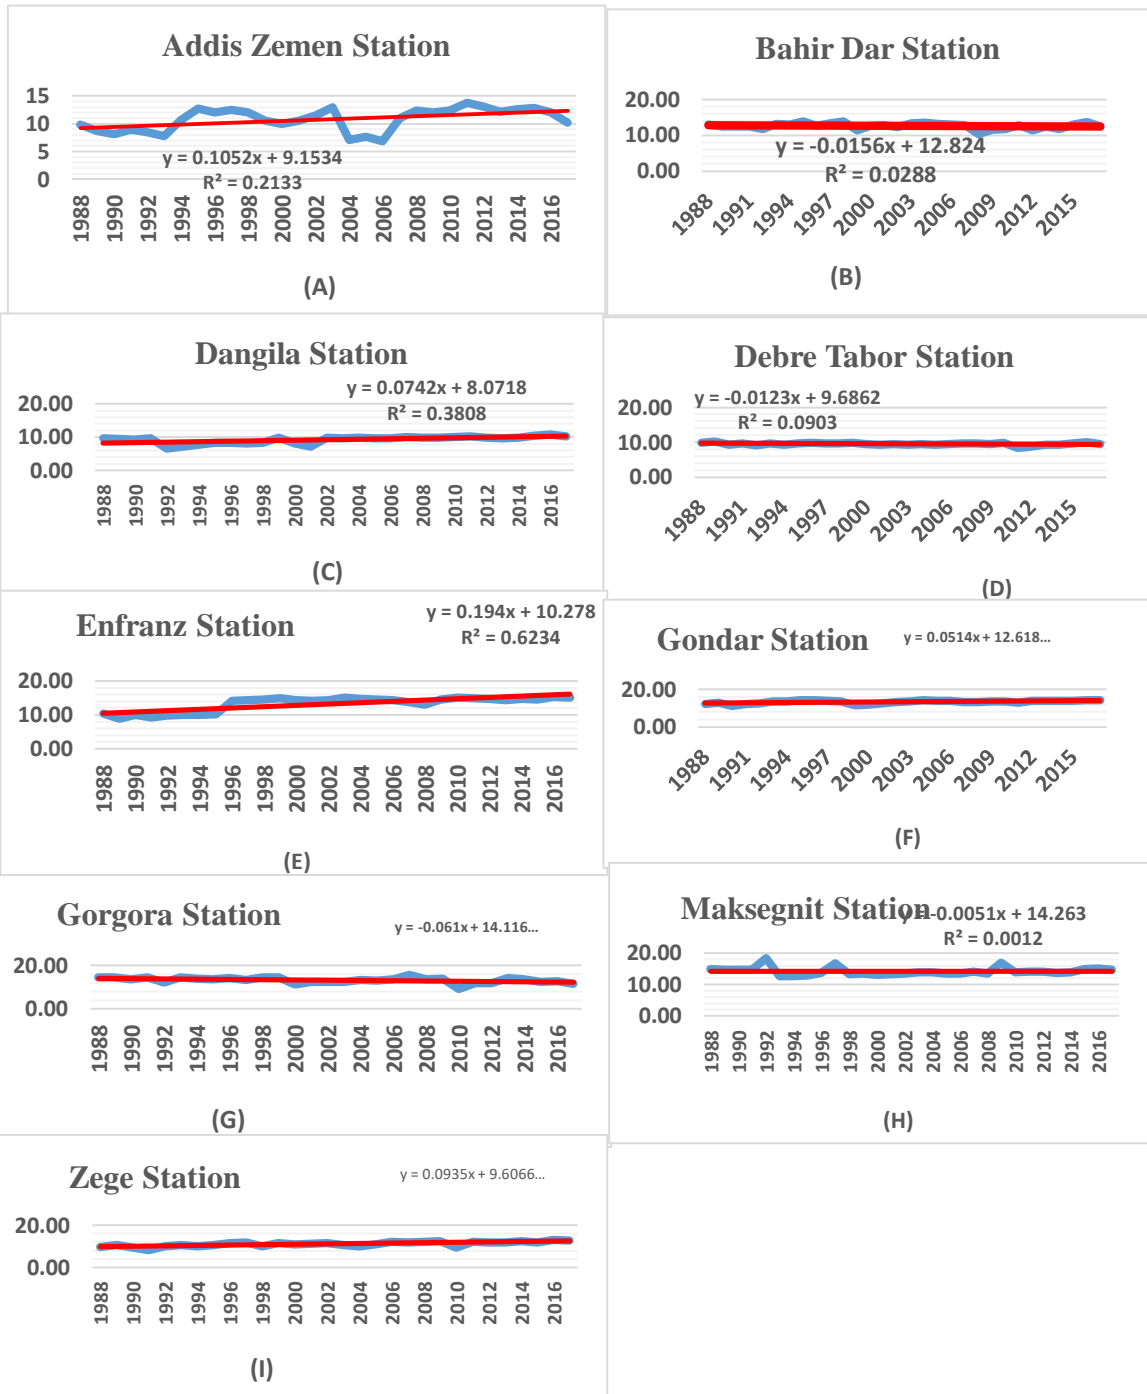 Addis Zemen Station
15
10
5
0
y = 0.1052x + 9.1534
R² = 0.2133
1988 1990 1992 1994 1996 1998 2000 2002 2004 2006 2008 2010 2012 2014 2016
(A)
Bahir Dar Station
20.00
10.00
0.00
y = -0.0156x + 12.824
R² = 0.0288
1988 1991 1994 1997 2000 2003 2006 2009 2012 2015
(B)
Dangila Station
y = 0.0742x + 8.0718
R² = 0.3808
20.00
10.00
0.00
1988 1990 1992 1994 1996 1998 2000 2002 2004 2006 2008 2010 2012 2014 2016
(C)
Debre Tabor Station
y = -0.0123x + 9.6862
R² = 0.0903
20.00
10.00
0.00
1988 1991 1994 1997 2000 2003 2006 2009 2012 2015
(D)
Enfranz Station
y = 0.194x + 10.278
R² = 0.6234
20.00
10.00
0.00
1988 1990 1992 1994 1996 1998 2000 2002 2004 2006 2008 2010 2012 2014 2016
(E)
Gondar Station
y = 0.0514x + 12.618...
20.00
0.00
1988 1991 1994 1997 2000 2003 2006 2009 2012 2015
(F)
Gorgora Station
y = -0.061x + 14.116...
20.00
0.00
1988 1990 1992 1994 1996 1998 2000 2002 2004 2006 2008 2010 2012 2014 2016
(G)
Maksegnit Station
y = -0.0051x + 14.263
R² = 0.0012
20.00
10.00
0.00
1988 1990 1992 1994 1996 1998 2000 2002 2004 2006 2008 2010 2012 2014 2016
(H)
Zege Station
y = 0.0935x + 9.6066...
20.00
0.00
1988 1990 1992 1994 1996 1998 2000 2002 2004 2006 2008 2010 2012 2014 2016
(I)